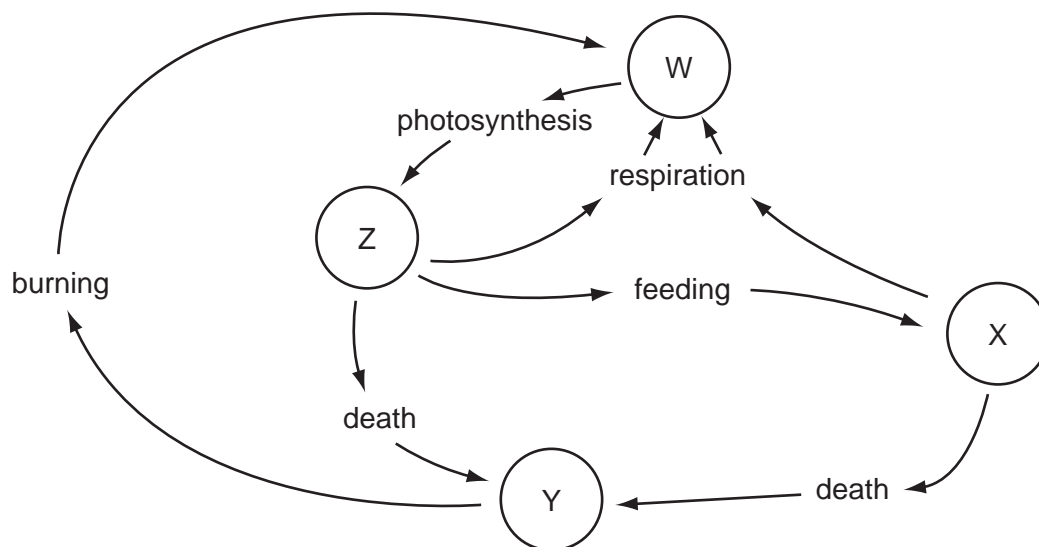 W
photosynthesis
respiration
Z
burning
feeding
X
death
death
Y